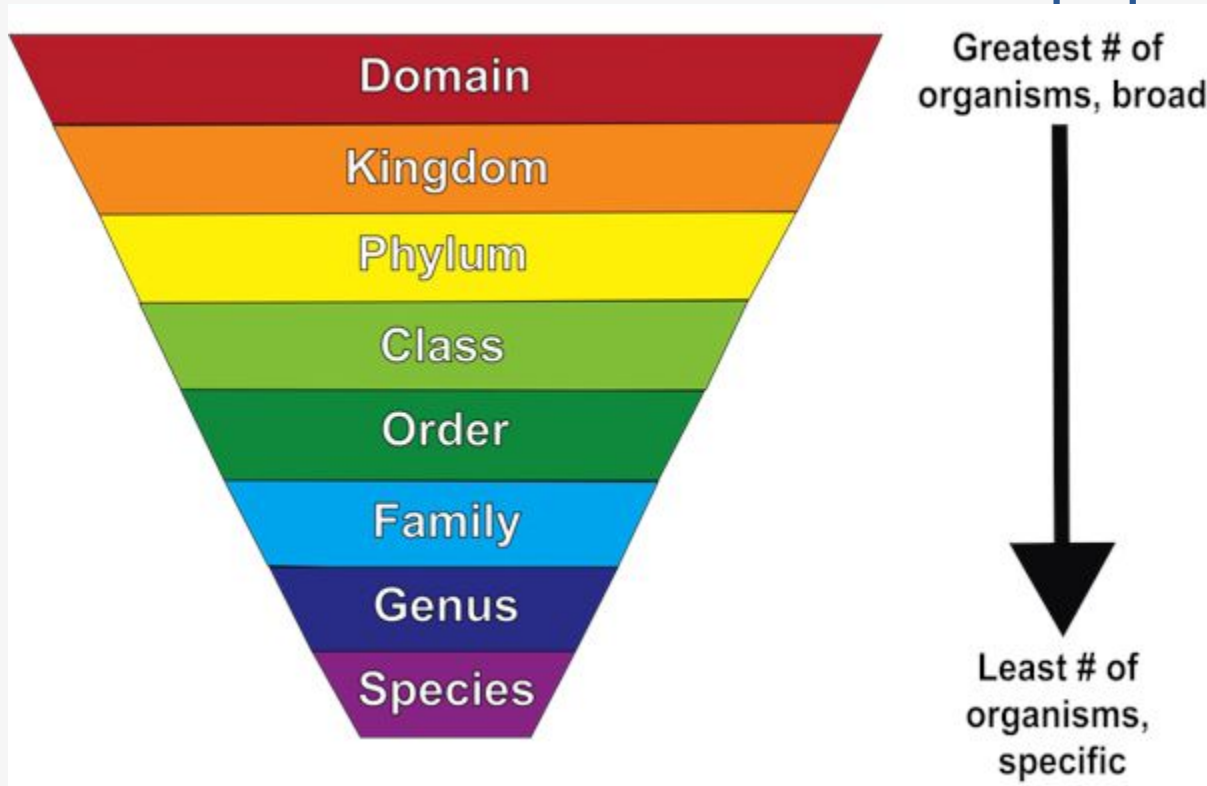 Domain
Kingdom
Phylum
Class
Order
Family
Genus
Species
Greatest # of
organisms, broad
Least # of
organisms,
specific